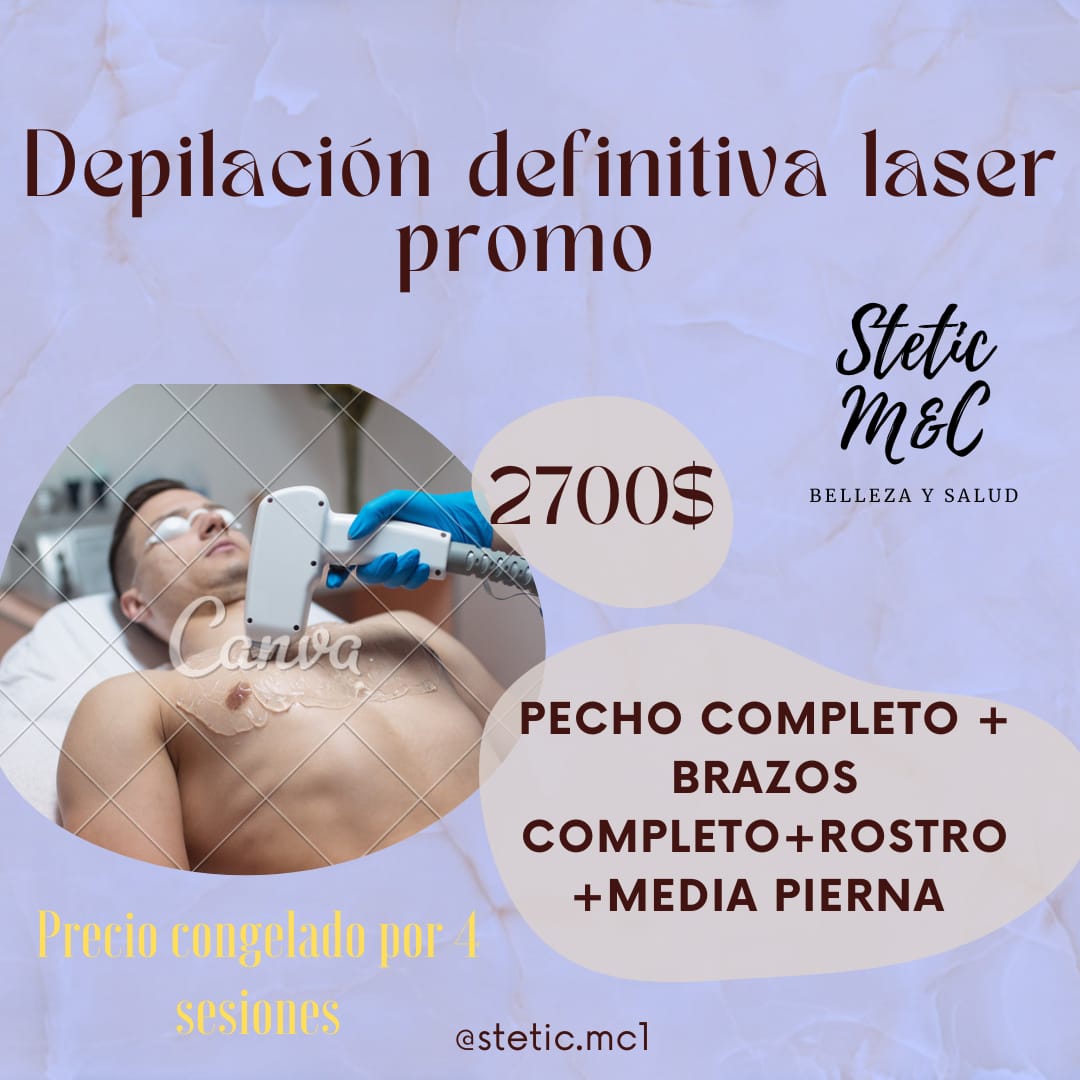 Depilación definitiva laser
promo
Stetic
M&C
BELLEZA Y SALUD
2700$
Canva
PECHO COMPLETO +
BRAZOS
COMPLETO+ROSTRO
+MEDIA PIERNA
Precio congelado por 4
sesiones
@stetic.mc1